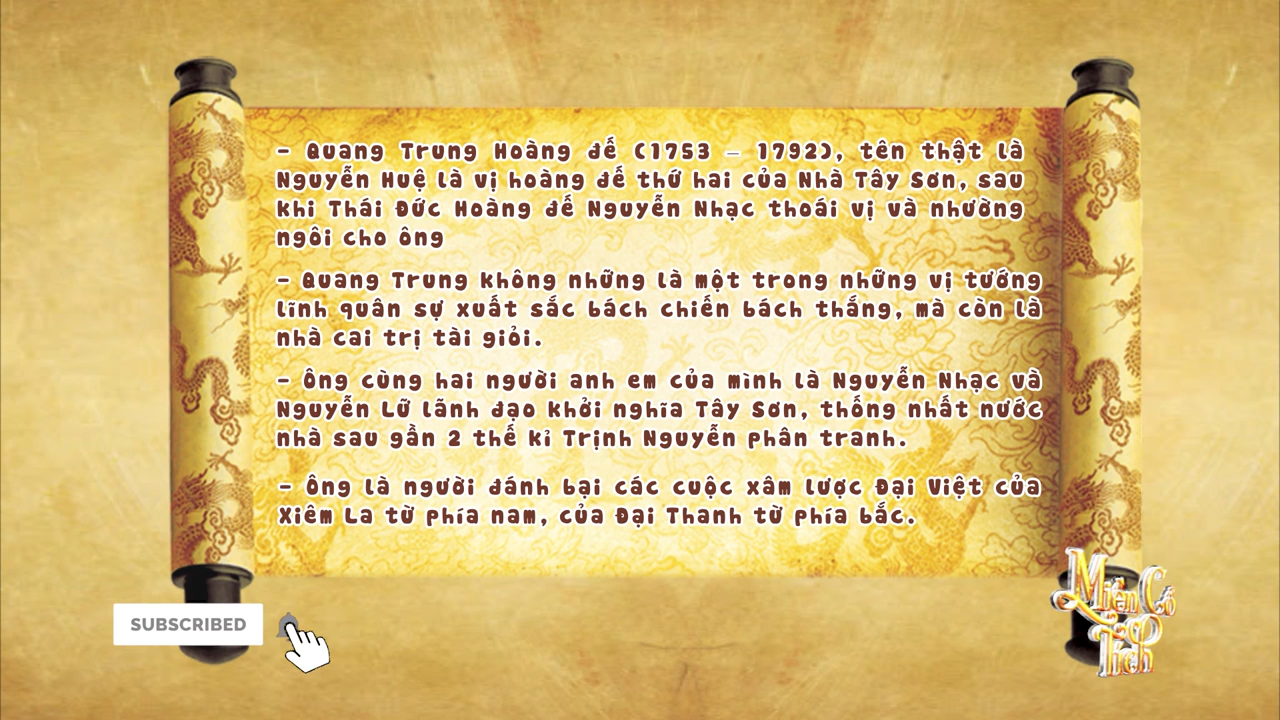 - Quang Trung Hoàng đế (1753 – 1792), tên thật là
Nguyễn Huệ là vị hoàng đế thứ hai của Nhà Tây Sơn, sau
khi Thái Đức Hoàng đế Nguyễn Nhạc thoái vị và nhường
ngôi cho ông
- Quang Trung không những là một trong những vị tướng
lĩnh quân sự xuất sắc bách chiến bách thắng, mà còn là
nhà cai trị tài giỏi.
- Ông cùng hai người anh em của mình là Nguyễn Nhạc và
Nguyễn Lữ lãnh đạo khởi nghĩa Tây Sơn, thống nhất nước
nhà sau gần 2 thế kỉ Trịnh Nguyễn phân tranh.
- Ông là người đánh bại các cuộc xâm lược Đại Việt của
Xiêm La từ phía nam, của Đại Thanh từ phía bắc.
SUBSCRIBED
Miền Cổ
Tích